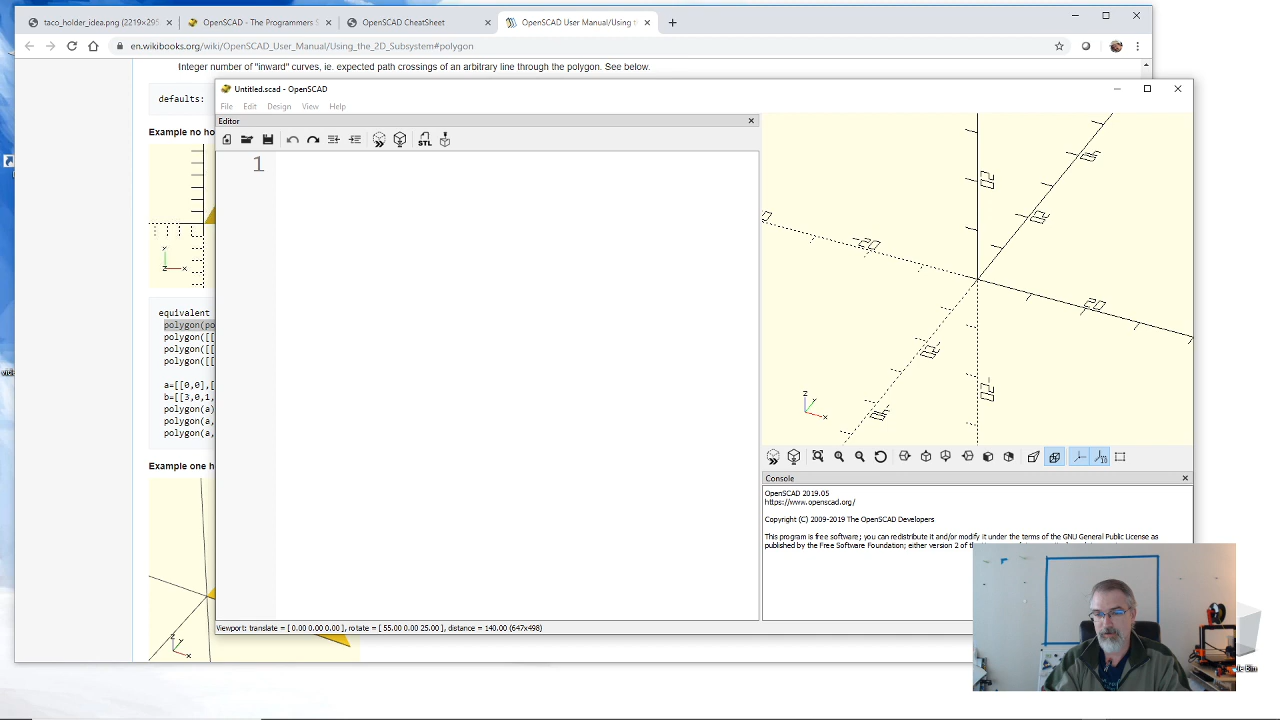 taco_holder_idea.png (2219×295
OpenSCAD - The Programmers S
OpenSCAD CheatSheet
OpenSCAD User Manual/Using t
en.wikibooks.org/wiki/OpenSCAD_User_Manual/Using_the_2D_Subsystem#polygon
Integer number of "inward" curves, ie. expected path crossings of an arbitrary line through the polygon. See below.
defaults:
Example no ho
equivalent
polygon(po
polygon([[
polygon([[
polygon([[
a=[[0,0],[
b=[[3,0,1,
polygon(a)
polygon(a,
polygon(a,
Example one h
Untitled.scad - OpenSCAD
File Edit Design View Help
Editor
STL
1
20
20
20
Z
Y
X
10
Console
OpenSCAD 2019.05
https://www.openscad.org/
Copyright (C) 2009-2019 The OpenSCAD Developers
This program is free software; you can redistribute it and/or modify it under the terms of the GNU General Public License as
published by the Free Software Foundation; either version 2 of the
Viewport: translate = [ 0.00 0.00 0.00 ], rotate = [ 55.00 0.00 25.00 ], distance = 140.00 (647x498)